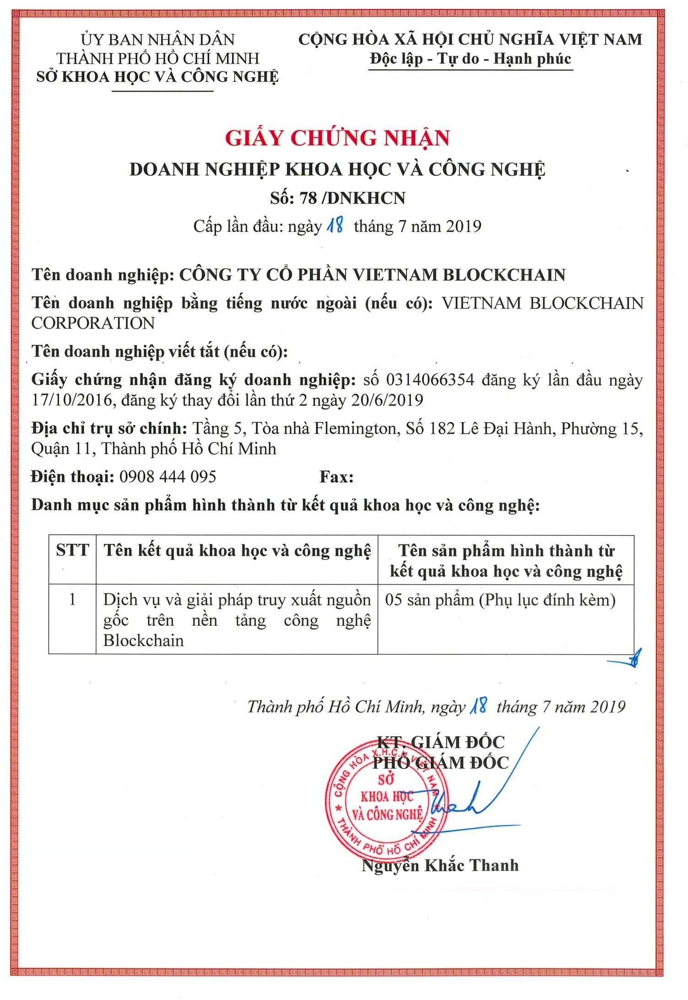 ỦY BAN NHÂN DÂN
THÀNH PHỐ HỒ CHÍ MINH
SỞ KHOA HỌC VÀ CÔNG NGHỆ
CỘNG HÒA XÃ HỘI CHỦ NGHĨA VIỆT NAM
Độc lập - Tự do - Hạnh phúc
GIẤY CHỨNG NHẬN
DOANH NGHIỆP KHOA HỌC VÀ CÔNG NGHỆ
Số: 78 /DNKHCN
Cấp lần đầu: ngày 18 tháng 7 năm 2019
Tên doanh nghiệp: CÔNG TY CỔ PHẦN VIETNAM BLOCKCHAIN
Tên doanh nghiệp bằng tiếng nước ngoài (nếu có): VIETNAM BLOCKCHAIN
CORPORATION
Tên doanh nghiệp viết tắt (nếu có):
Giấy chứng nhận đăng ký doanh nghiệp: số 0314066354 đăng ký lần đầu ngày
17/10/2016, đăng ký thay đổi lần thứ 2 ngày 20/6/2019
Địa chỉ trụ sở chính: Tầng 5, Tòa nhà Flemington, Số 182 Lê Đại Hành, Phường 15,
Quận 11, Thành phố Hồ Chí Minh
Điện thoại: 0908 444 095 Fax:
Danh mục sản phẩm hình thành từ kết quả khoa học và công nghệ:
STT
Tên kết quả khoa học và công nghệ
Tên sản phẩm hình thành từ
kết quả khoa học và công nghệ
1
Dịch vụ và giải pháp truy xuất nguồn
gốc trên nền tảng công nghệ
Blockchain
05 sản phẩm (Phụ lục đính kèm)
Thành phố Hồ Chí Minh, ngày 18 tháng 7 năm 2019
KT. GIÁM ĐỐC
PHÓ GIÁM ĐỐC
CỘNG HÒA X.H.C.N VIỆT NAM
SỞ
KHOA HỌC
VÀ CÔNG NGHỆ
THÀNH PHỐ HỒ CHÍ MINH
Nguyễn Khắc Thanh